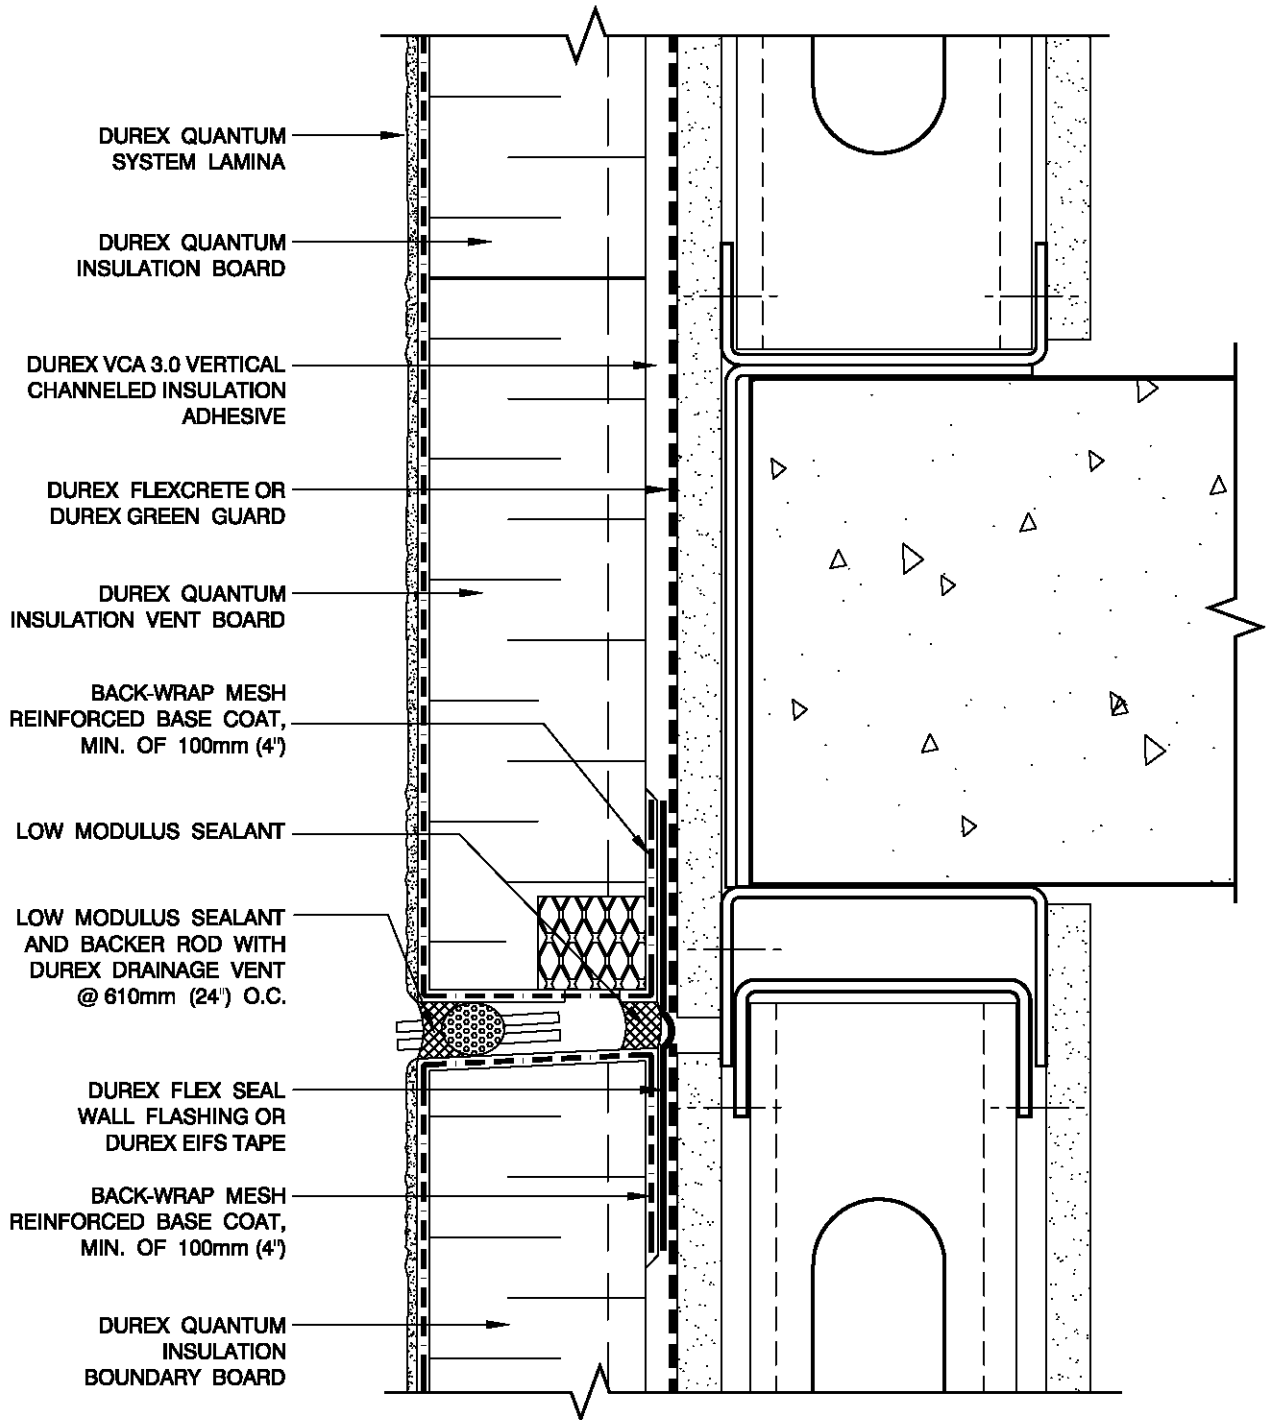 DUREX QUANTUM
SYSTEM LAMINA
DUREX QUANTUM
INSULATION BOARD
DUREX VCA 3.0 VERTICAL
CHANNELED INSULATION
ADHESIVE
DUREX FLEXCRETE OR
DUREX GREEN GUARD
DUREX QUANTUM
INSULATION VENT BOARD
BACK-WRAP MESH
REINFORCED BASE COAT,
MIN. OF 100mm (4")
LOW MODULUS SEALANT
LOW MODULUS SEALANT
AND BACKER ROD WITH
DUREX DRAINAGE VENT
@ 610mm (24") O.C.
DUREX FLEX SEAL
WALL FLASHING OR
DUREX EIFS TAPE
BACK-WRAP MESH
REINFORCED BASE COAT,
MIN. OF 100mm (4")
DUREX QUANTUM
INSULATION
BOUNDARY BOARD